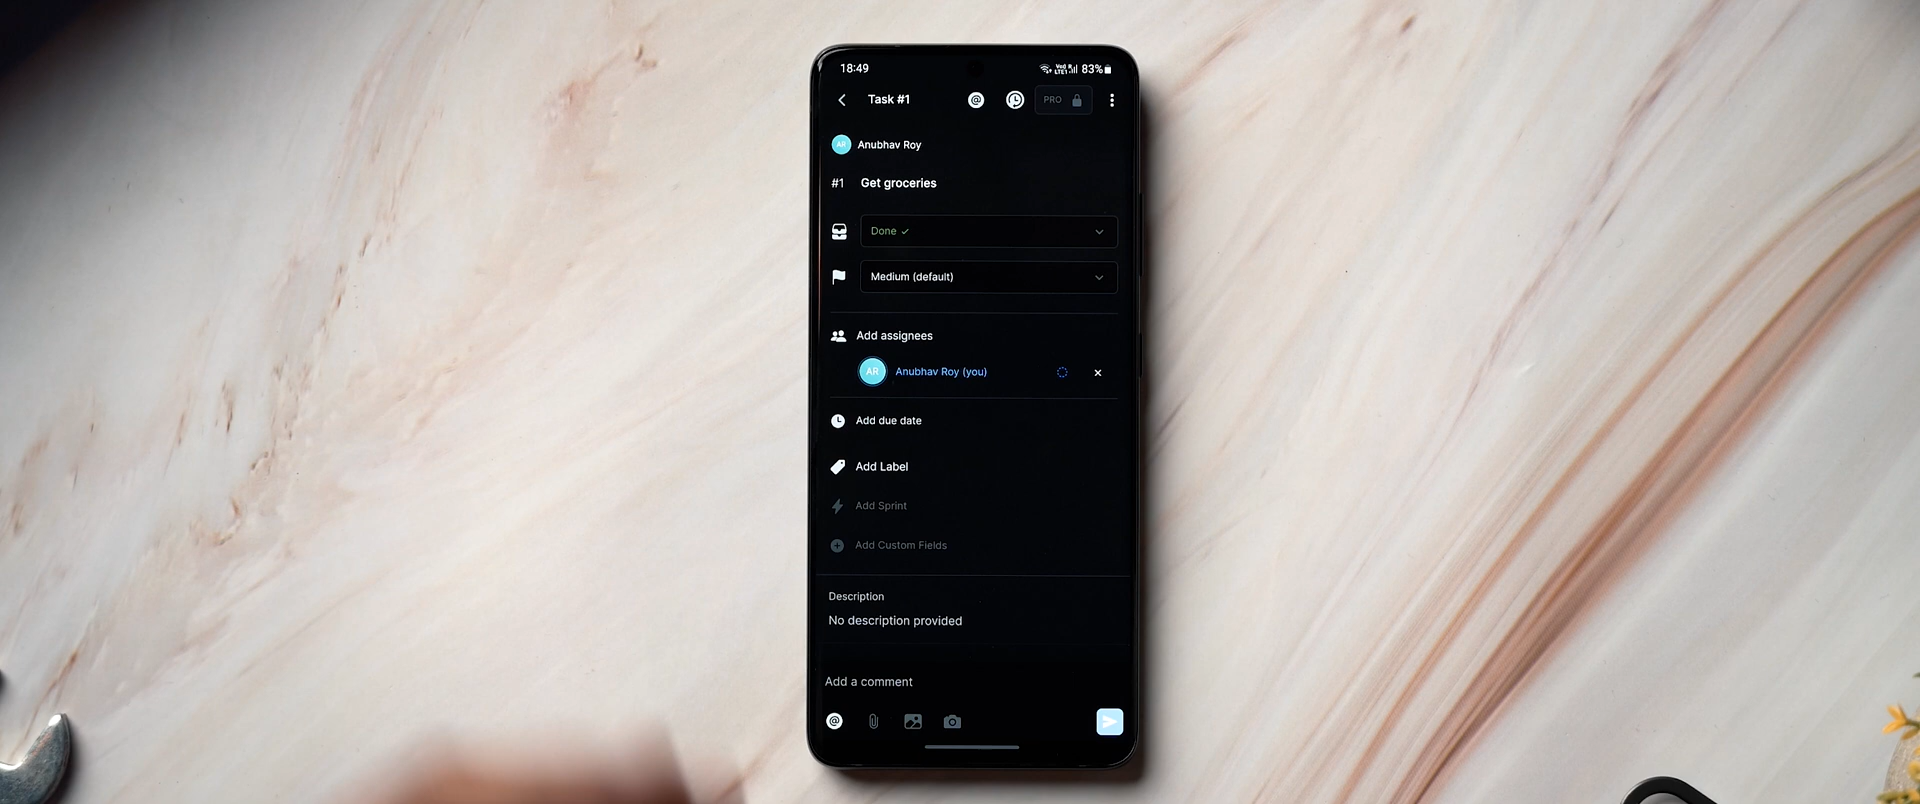 18:49 83%
Task #1 PRO
AR Anubhav Roy
#1 Get groceries
Done
Medium (default)
Add assignees
AR Anubhav Roy (you)
Add due date
Add Label
Add Sprint
Add Custom Fields
Description
No description provided
Add a comment
@